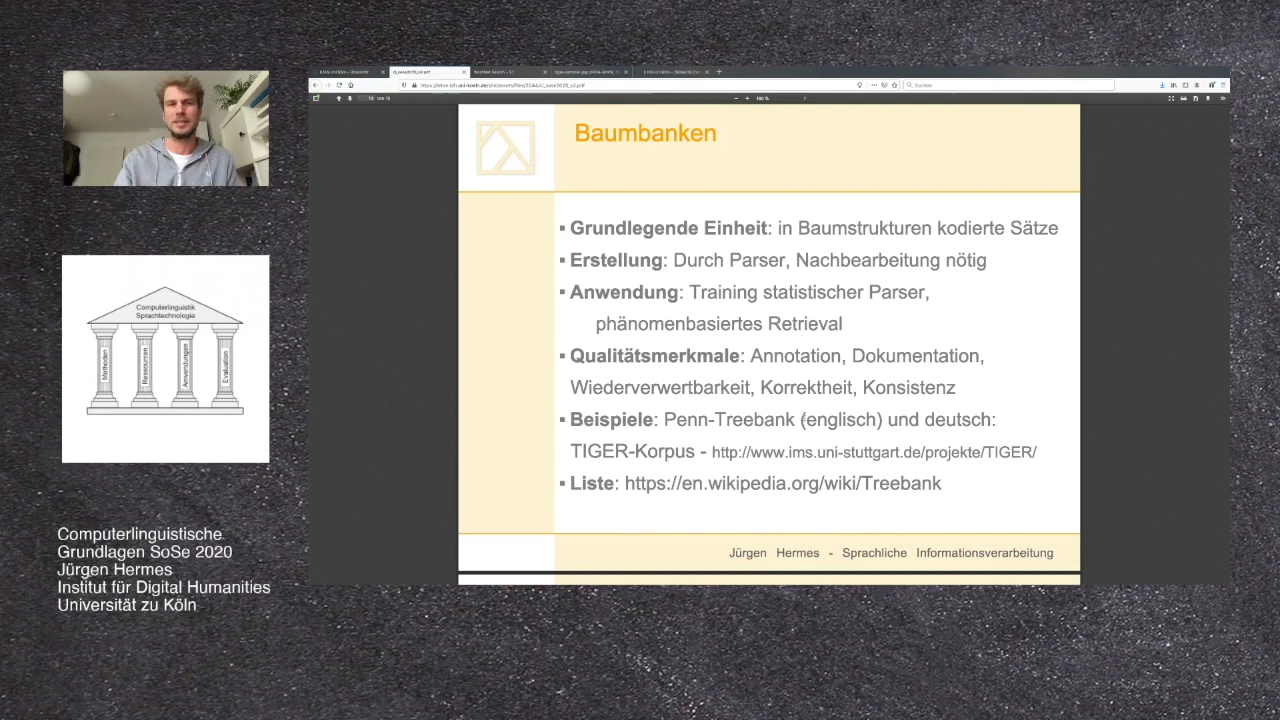 Baumbanken
▪ Grundlegende Einheit: in Baumstrukturen kodierte Sätze
▪ Erstellung: Durch Parser, Nachbearbeitung nötig
▪ Anwendung: Training statistischer Parser,
phänomenbasiertes Retrieval
▪ Qualitätsmerkmale: Annotation, Dokumentation,
Wiederverwertbarkeit, Korrektheit, Konsistenz
▪ Beispiele: Penn-Treebank (englisch) und deutsch:
TIGER-Korpus - http://www.ims.uni-stuttgart.de/projekte/TIGER/
▪ Liste: https://en.wikipedia.org/wiki/Treebank
Jürgen Hermes - Sprachliche Informationsverarbeitung
Computerlinguistik
Sprachtechnologie
Methoden
Ressourcen
Anwendungen
Evaluation
Computerlinguistische
Grundlagen SoSe 2020
Jürgen Hermes
Institut für Digital Humanities
Universität zu Köln